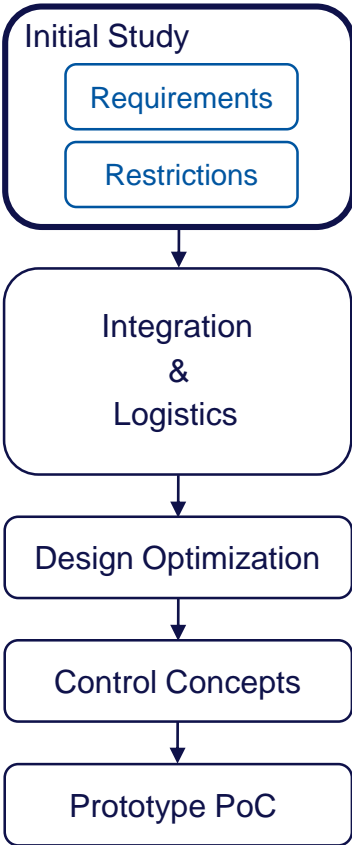 Initial Study
Requirements
Restrictions
Integration
&
Logistics
Design Optimization
Control Concepts
Prototype PoC